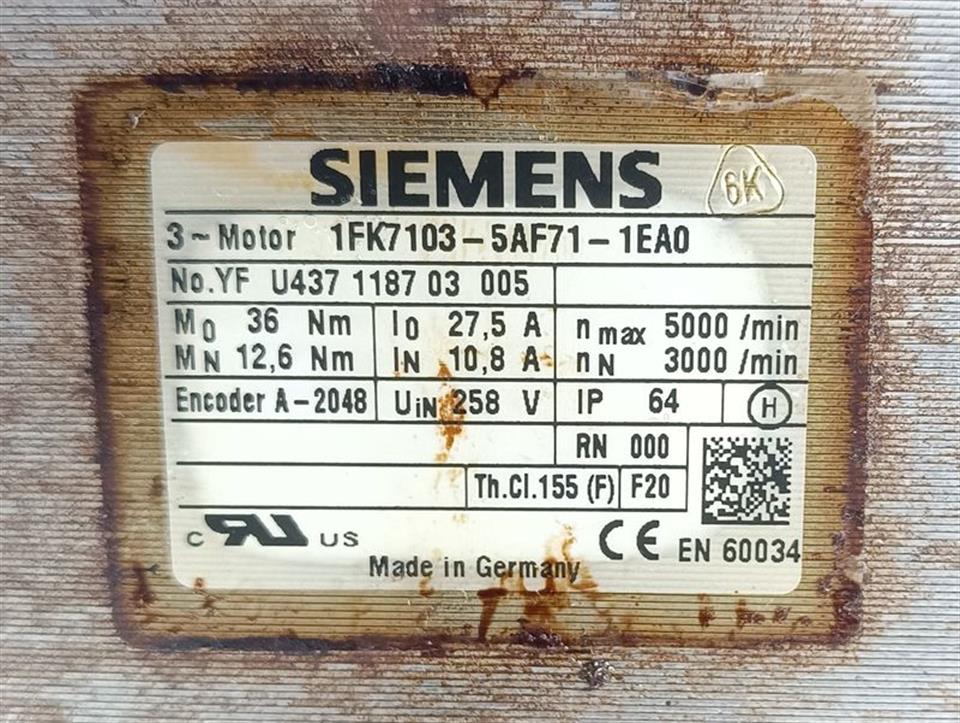 SIEMENS
6K
3~Motor 1FK7103-5AF71-1EA0
No.YF U437 1187 03 005
M0 36 Nm I0 27,5 A nmax 5000 /min
MN 12,6 Nm IN 10,8 A nN 3000 /min
Encoder A-2048 UiN 258 V IP 64 H
RN 000
Th.Cl.155 (F) F20
C RU US CE EN 60034
Made in Germany